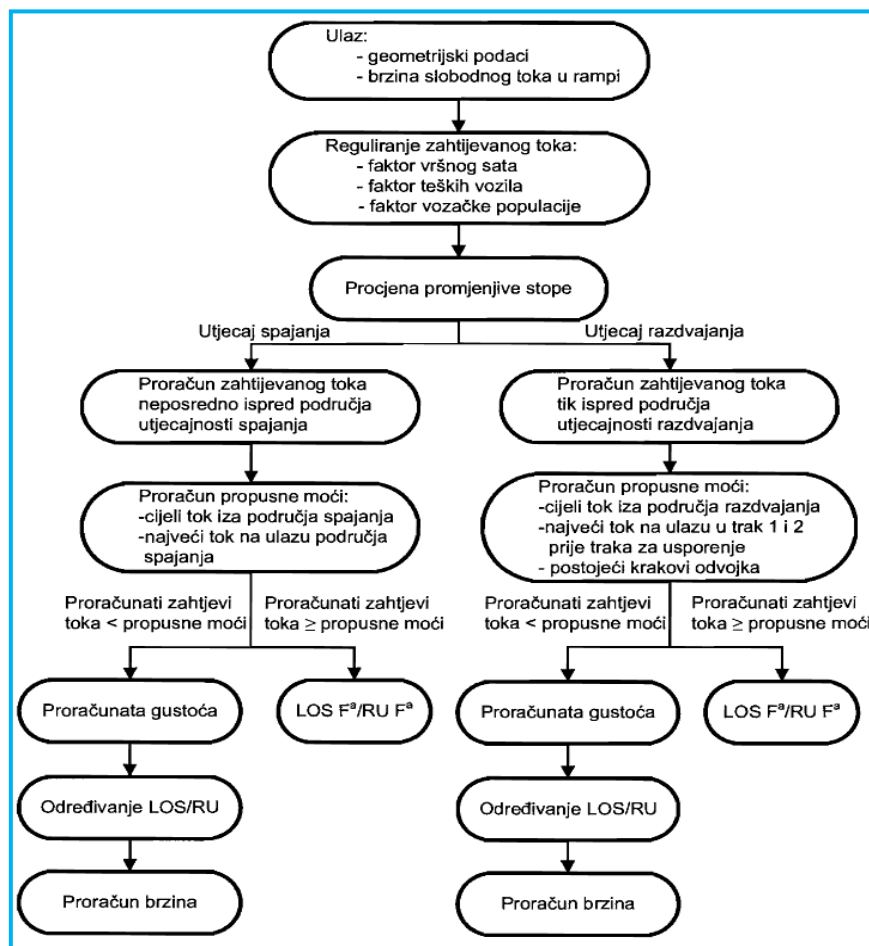 Ulaz:
- geometrijski podaci
- brzina slobodnog toka u rampi
Reguliranje zahtijevanog toka:
- faktor vršnog sata
- faktor teških vozila
- faktor vozačke populacije
Procjena promjenjive stope
Utjecaj spajanja
Utjecaj razdvajanja
Proračun zahtijevanog toka
neposredno ispred područja
utjecajnosti spajanja
Proračun zahtijevanog toka
tik ispred područja
utjecajnosti razdvajanja
Proračun propusne moći:
-cijeli tok iza područja spajanja
-najveći tok na ulazu područja
spajanja
Proračun propusne moći:
-cijeli tok iza područja razdvajanja
-najveći tok na ulazu u trak 1 i 2
prije traka za usporenje
- postojeći krakovi odvojka
Proračunati zahtjevi
toka < propusne moći
Proračunati zahtjevi
toka ≥ propusne moći
Proračunati zahtjevi
toka < propusne moći
Proračunati zahtjevi
toka ≥ propusne moći
Proračunata gustoća
LOS Fª/RU Fª
Proračunata gustoća
LOS Fª/RU Fª
Određivanje LOS/RU
Određivanje LOS/RU
Proračun brzina
Proračun brzina